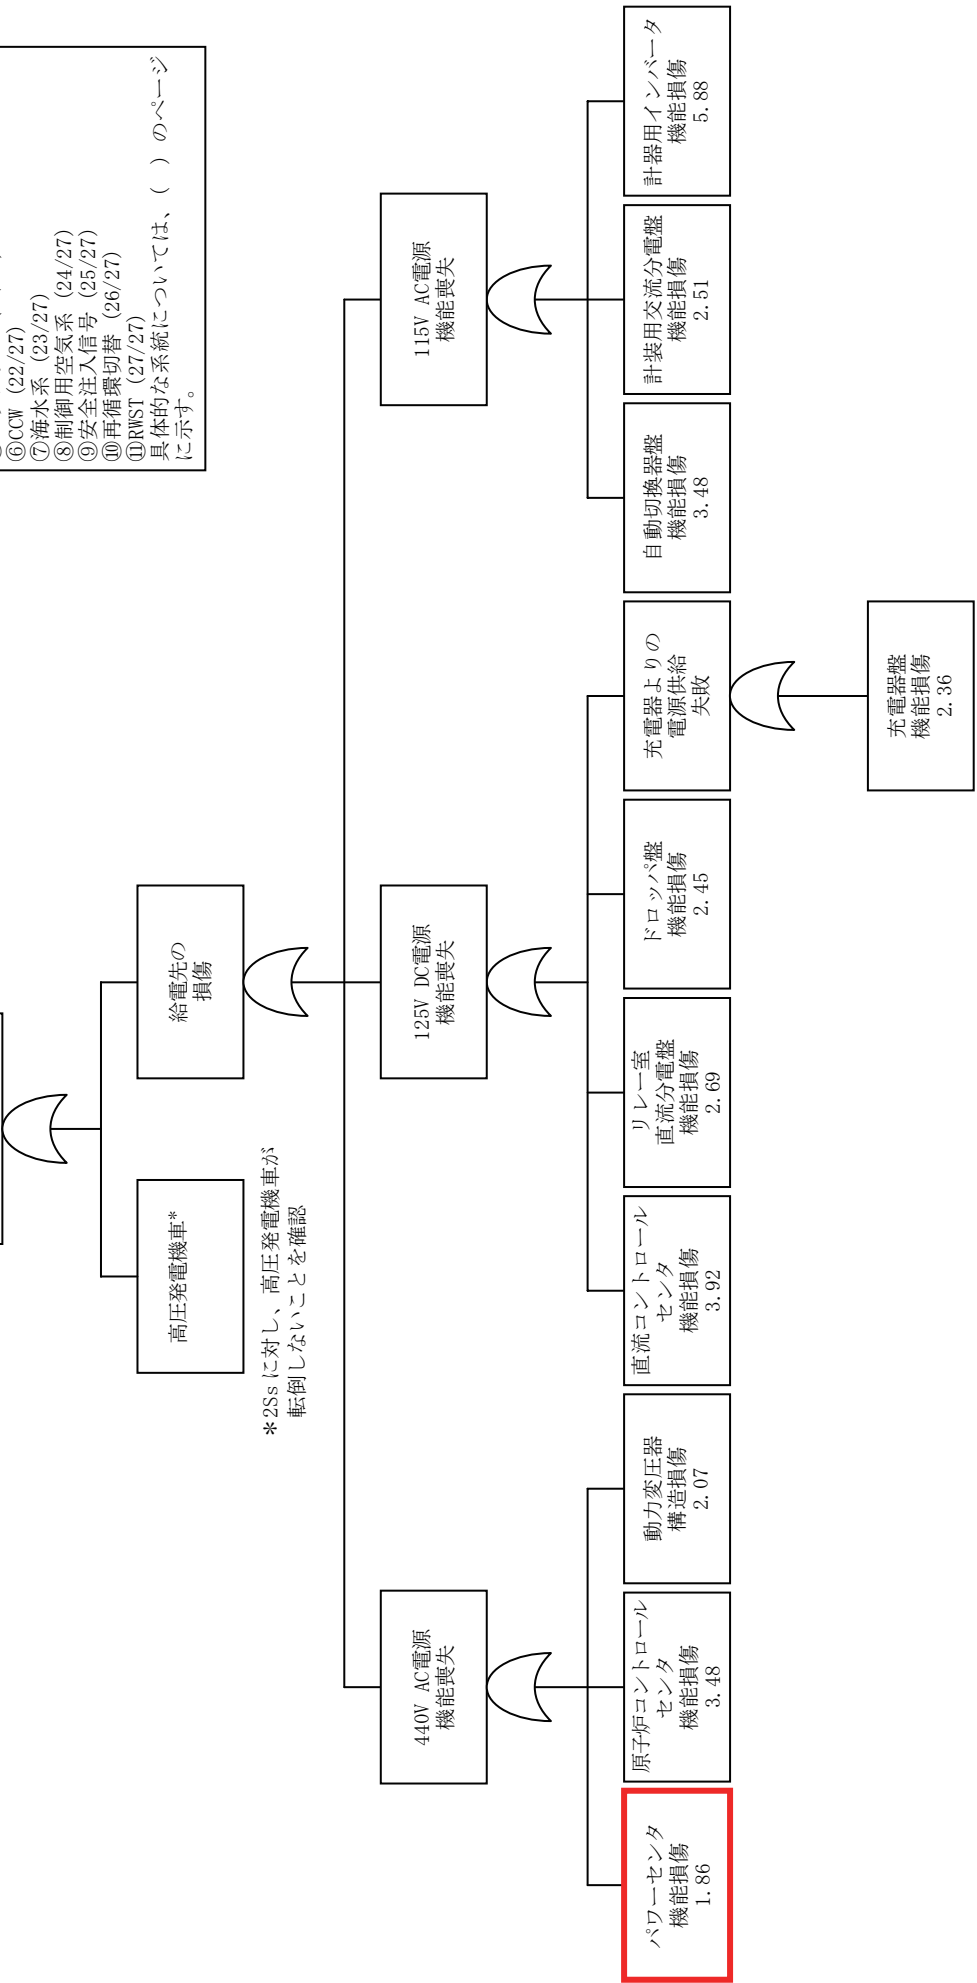 ⑥CCW (22/27)
⑦海水系 (23/27)
⑧制御用空気系 (24/27)
⑨安全注入信号 (25/27)
⑩再循環切替 (26/27)
⑪RWST (27/27)
具体的な系統については、( ) のページ
に示す。
高圧発電機車*
給電先の
損傷
*2Ss に対し、高圧発電機車が
転倒しないことを確認
440V AC電源
機能喪失
125V DC電源
機能喪失
115V AC電源
機能喪失
パワーセンタ
機能損傷
1.86
原子炉コントロール
センタ
機能損傷
3.48
動力変圧器
構造損傷
2.07
直流コントロール
センタ
機能損傷
3.92
リレー室
直流分電盤
機能損傷
2.69
ドロッパ盤
機能損傷
2.45
充電器よりの
電源供給
失敗
自動切換器盤
機能損傷
3.48
計装用交流分電盤
機能損傷
2.51
計器用インバータ
機能損傷
5.88
充電器盤
機能損傷
2.36